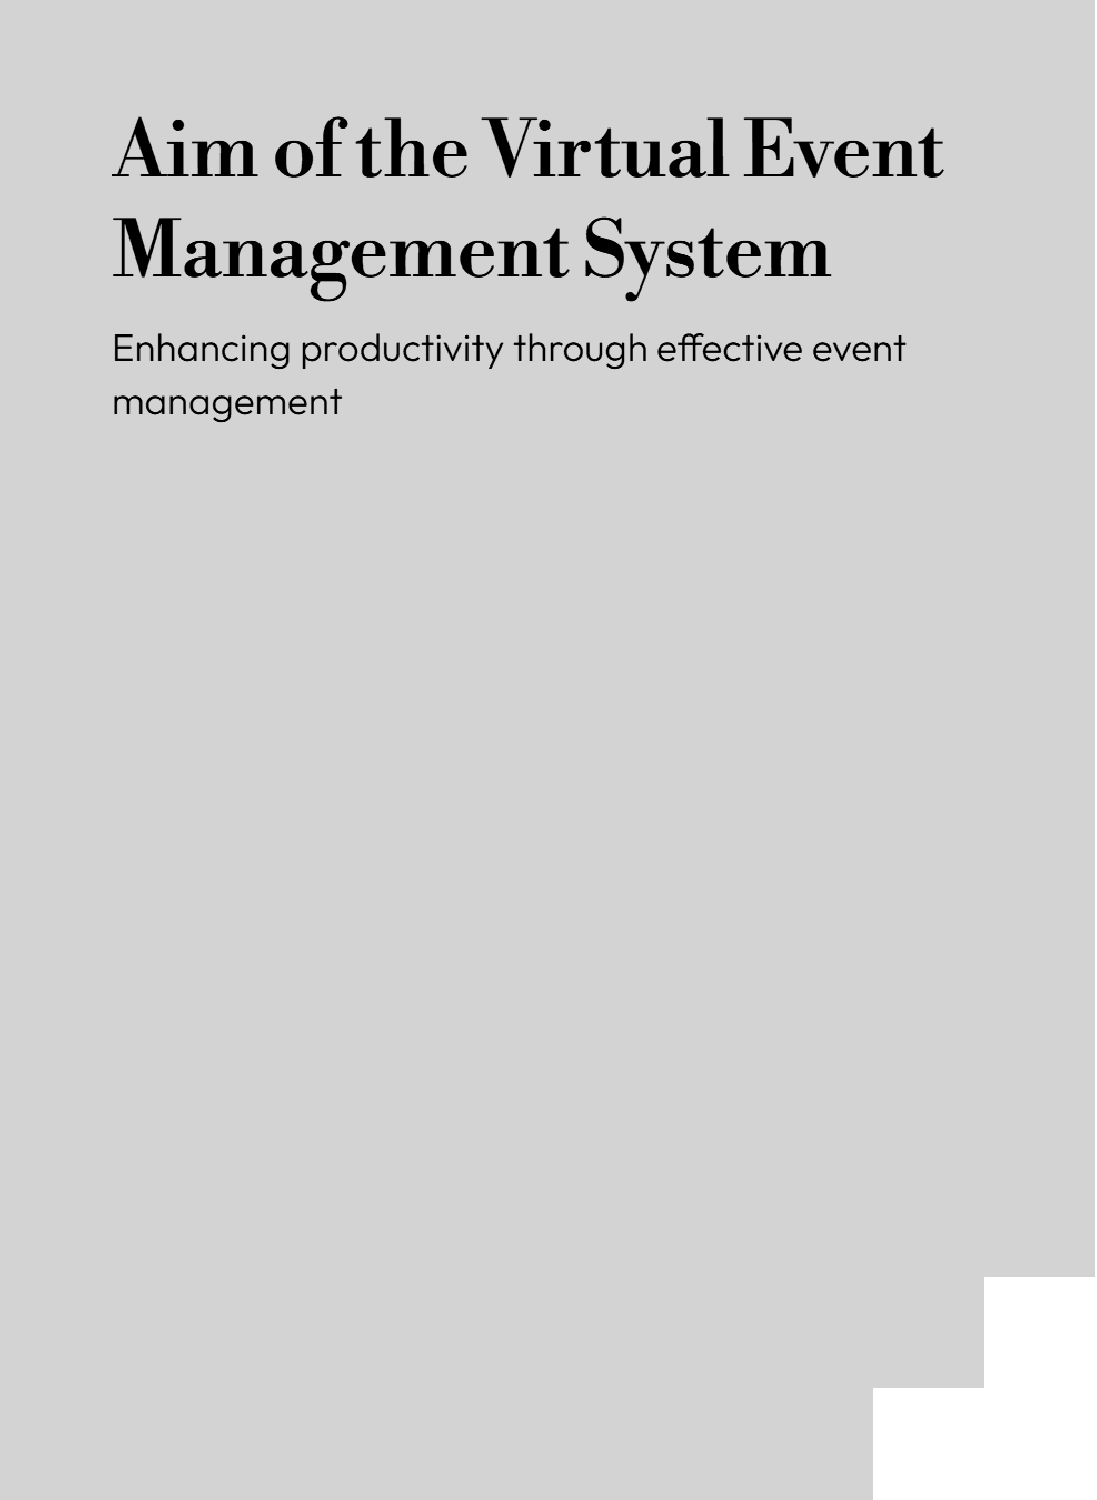 Aim of the Virtual Event
Management System
Enhancing productivity through effective event
management